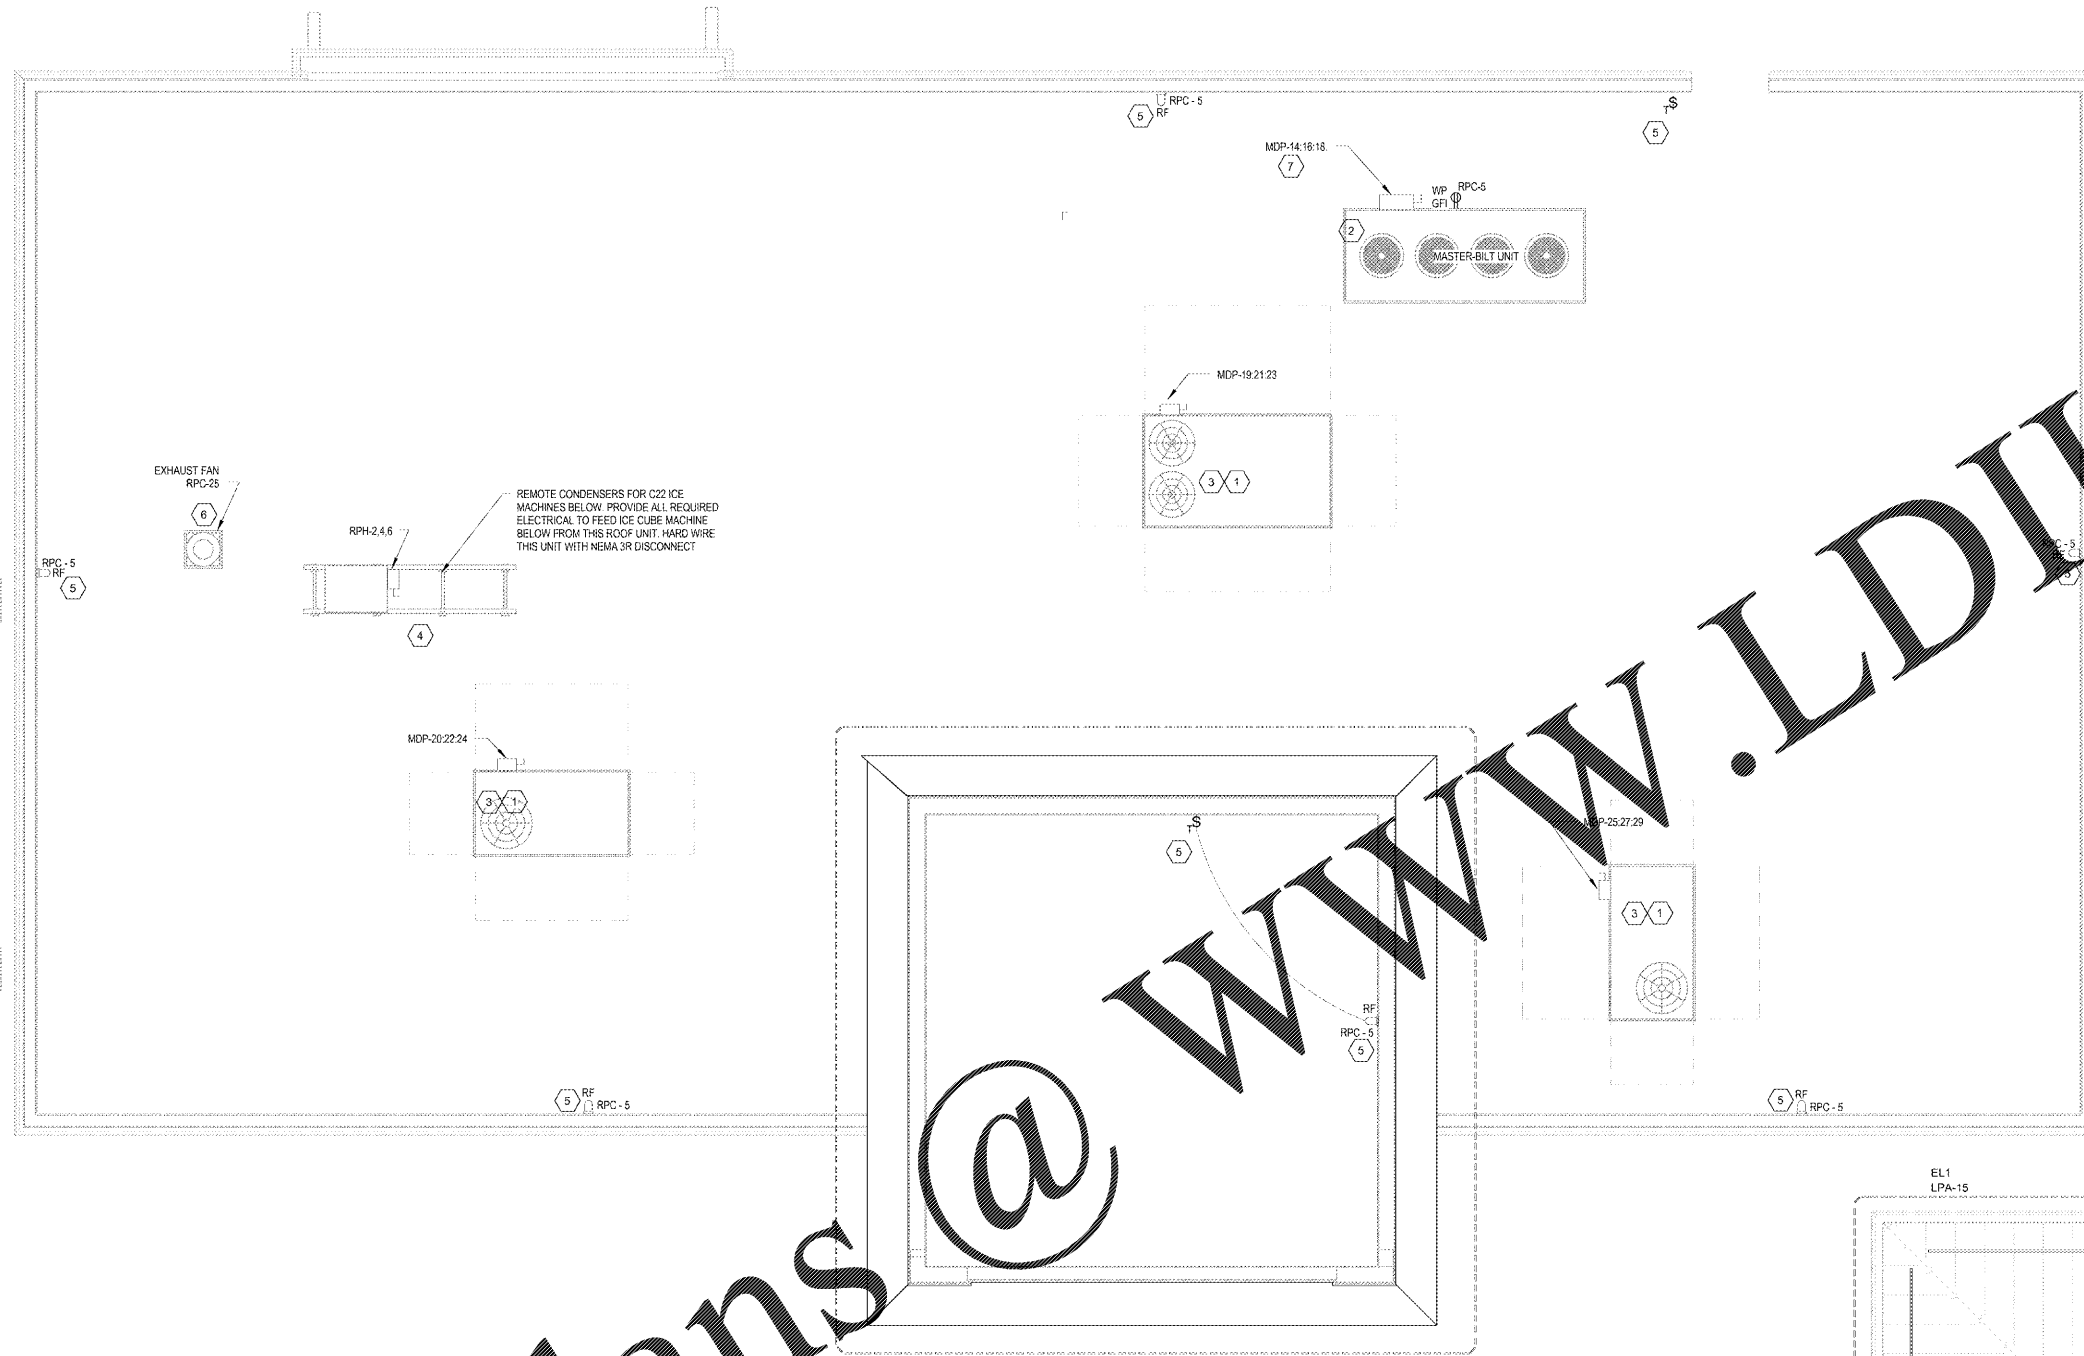 RPC - 5
RF
5
$
T
5
MDP-14:16:18.
7
WP
GFI
RPC-5
2
MASTER-BILT UNIT
MDP-19:21:23
3
1
EXHAUST FAN
RPC-25
6
RPH-2,4,6
REMOTE CONDENSERS FOR C22 ICE
MACHINES BELOW. PROVIDE ALL REQUIRED
ELECTRICAL TO FEED ICE CUBE MACHINE
BELOW FROM THIS ROOF UNIT. HARD WIRE
THIS UNIT WITH NEMA 3R DISCONNECT
4
RPC - 5
RF
5
MDP-20:22:24
3
1
$
T
5
MDP-25:27:29
3
1
RF
RPC - 5
5
5
RF
RPC - 5
5
RF
RPC - 5
EL1
LPA-15
@ www.LDI